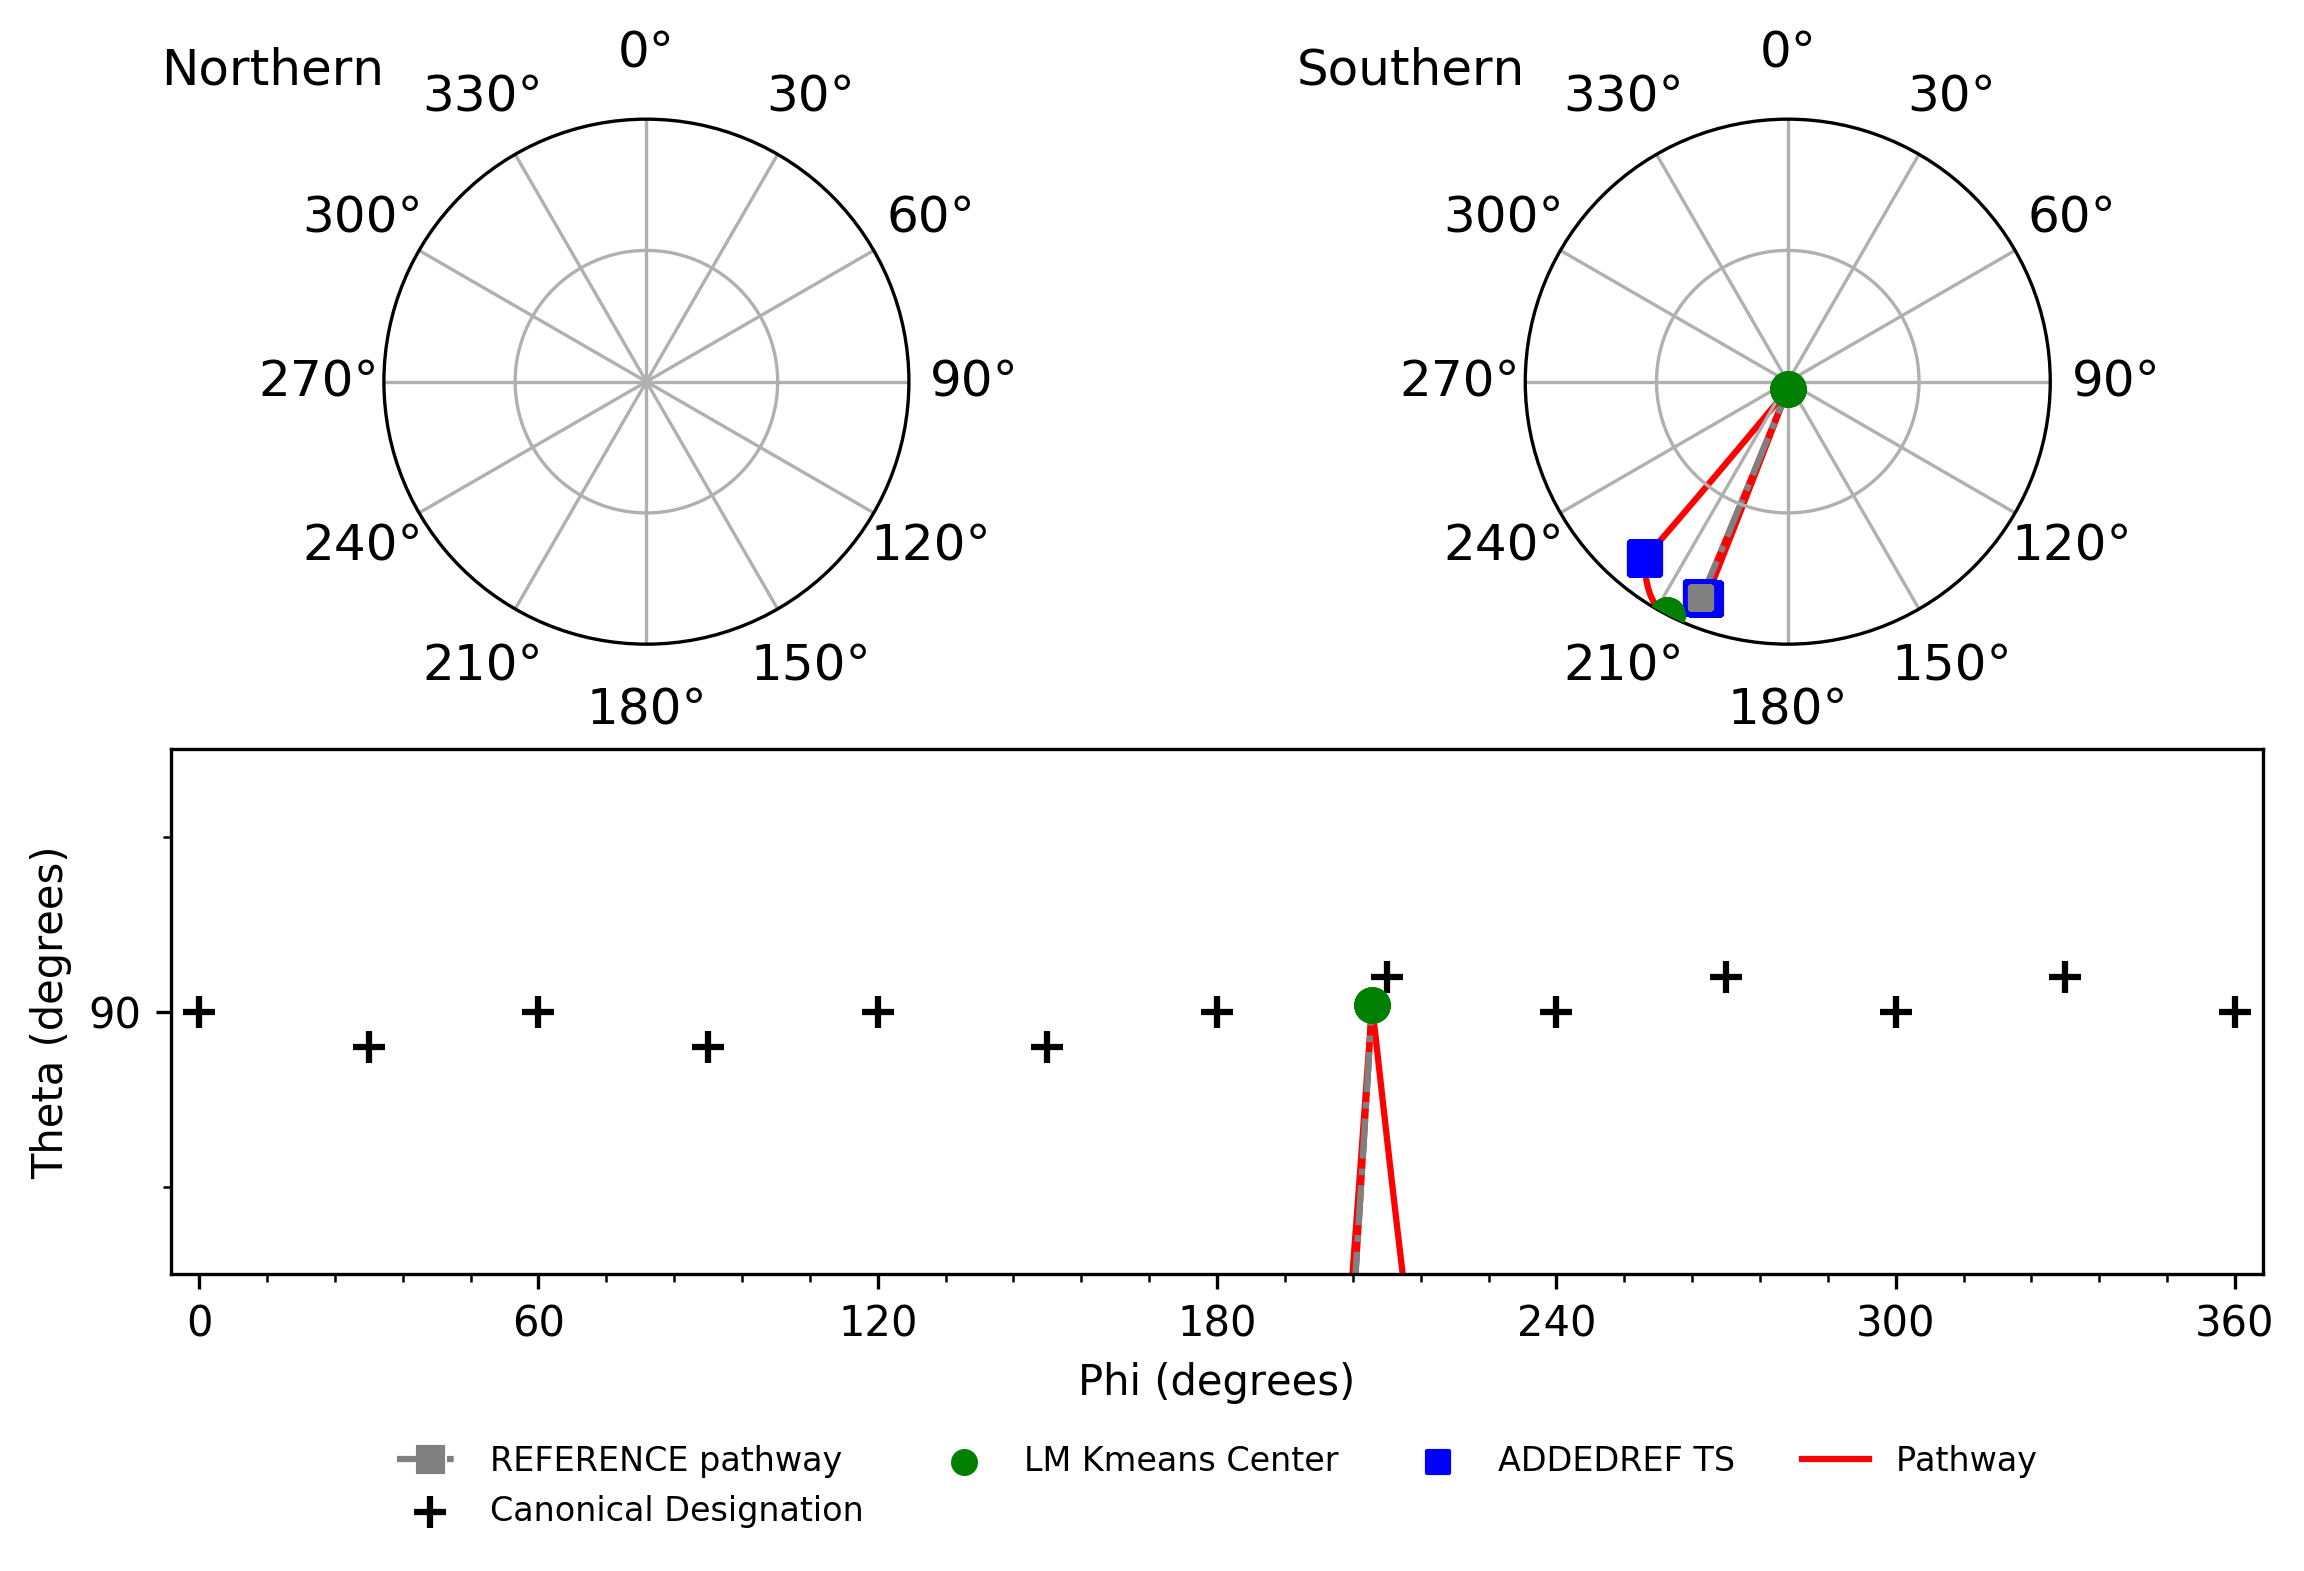 Northern
0°
30°
60°
90°
120°
150°
180°
210°
240°
270°
300°
330°
Southern
0°
30°
60°
90°
120°
150°
180°
210°
240°
270°
300°
330°
Theta (degrees)
90
0 60 120 180 240 300 360
Phi (degrees)
REFERENCE pathway
Canonical Designation
LM Kmeans Center
ADDEDREF TS
Pathway